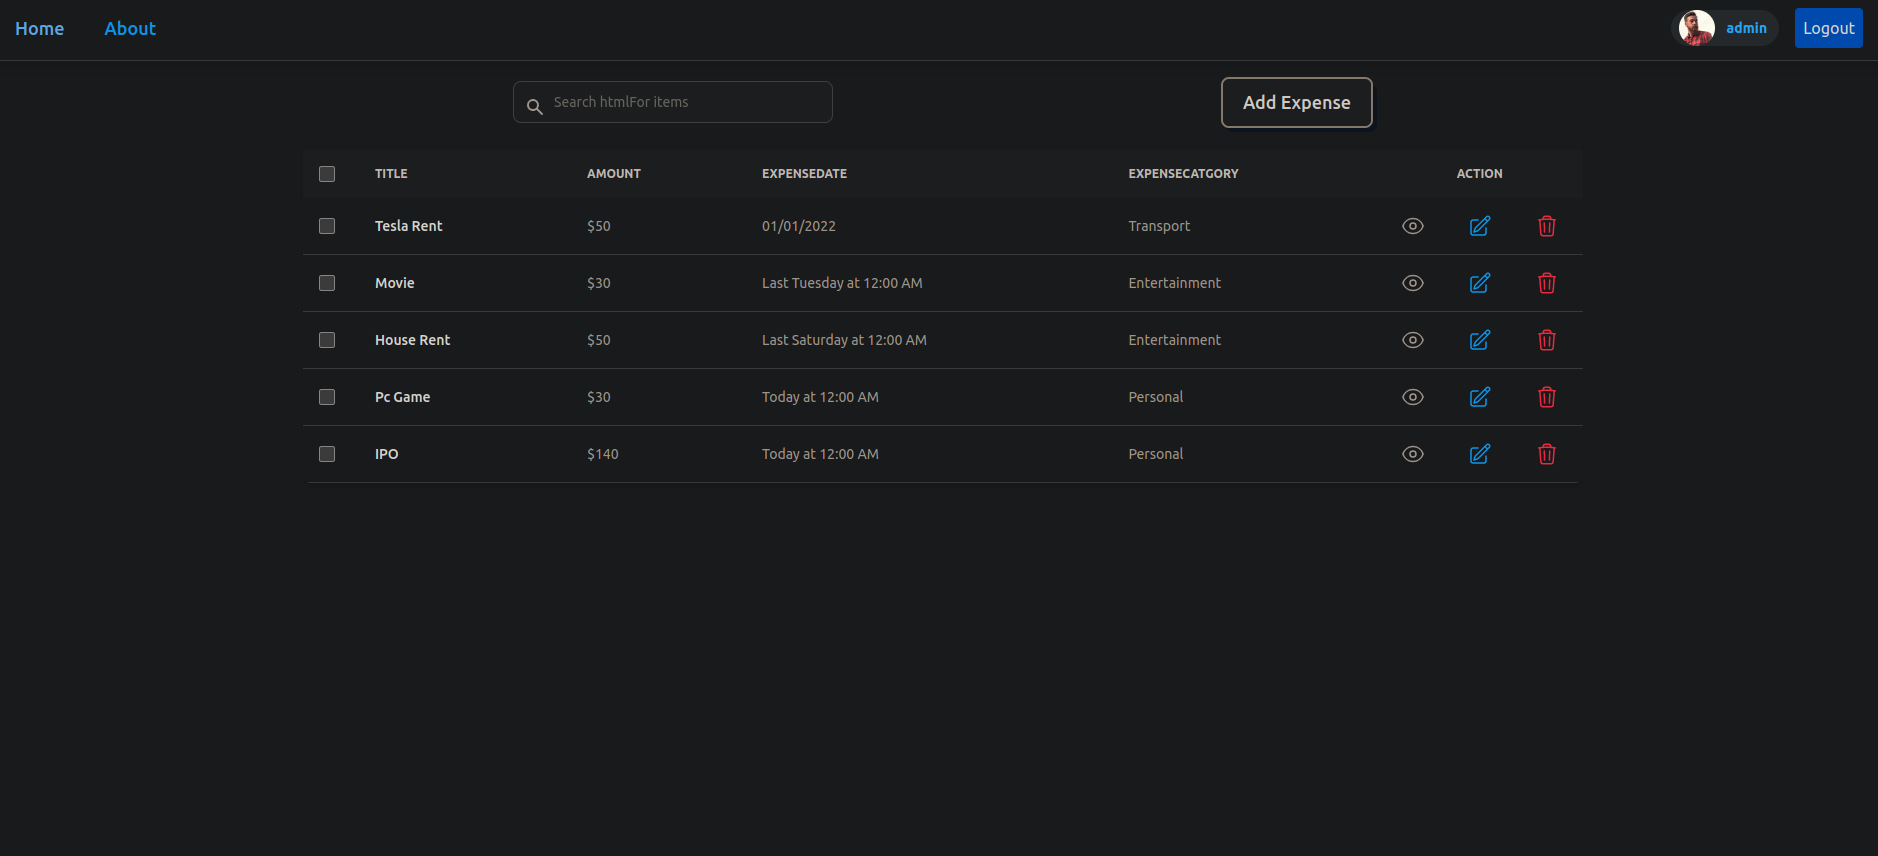 Home About admin Logout
Search htmlFor items Add Expense
TITLE AMOUNT EXPENSEDATE EXPENSECATGORY ACTION
Tesla Rent $50 01/01/2022 Transport
Movie $30 Last Tuesday at 12:00 AM Entertainment
House Rent $50 Last Saturday at 12:00 AM Entertainment
Pc Game $30 Today at 12:00 AM Personal
IPO $140 Today at 12:00 AM Personal